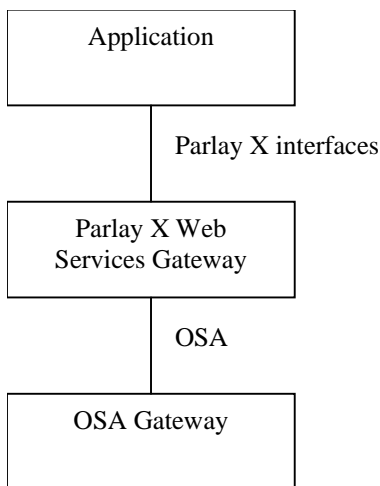 Application
Parlay X interfaces
Parlay X Web
Services Gateway
OSA
OSA Gateway